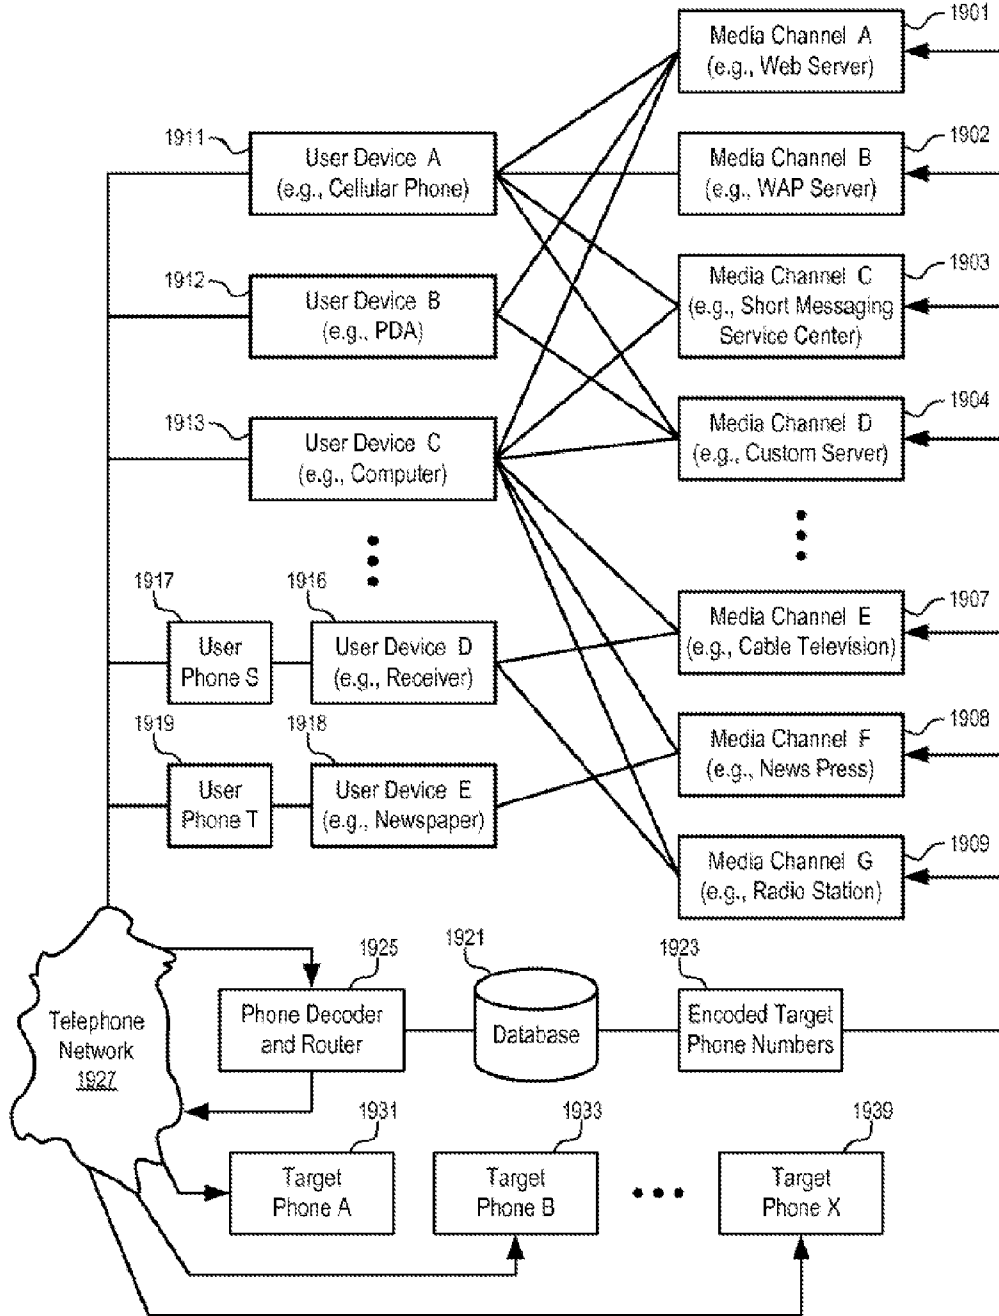 1901
Media Channel A
(e.g., Web Server)
1911
User Device A
(e.g., Cellular Phone)
1902
Media Channel B
(e.g., WAP Server)
1912
User Device B
(e.g., PDA)
1903
Media Channel C
(e.g., Short Messaging
Service Center)
1913
User Device C
(e.g., Computer)
1904
Media Channel D
(e.g., Custom Server)
1917
User
Phone S
1916
User Device D
(e.g., Receiver)
1907
Media Channel E
(e.g., Cable Television)
1919
User
Phone T
1918
User Device E
(e.g., Newspaper)
1908
Media Channel F
(e.g., News Press)
1909
Media Channel G
(e.g., Radio Station)
Telephone
Network
1927
1925
Phone Decoder
and Router
1921
Database
1923
Encoded Target
Phone Numbers
1931
Target
Phone A
1933
Target
Phone B
1939
Target
Phone X